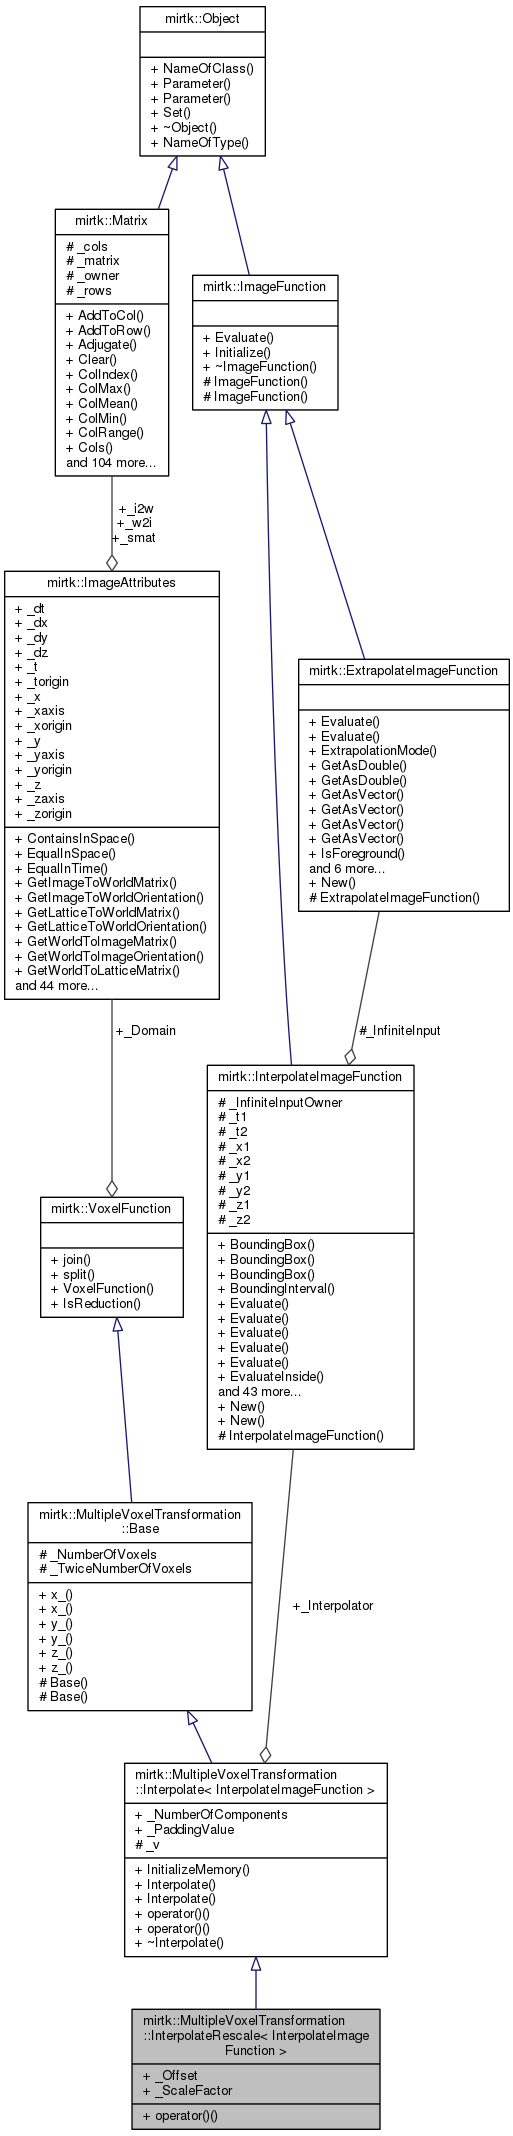 mirtk::Object
+ NameOfClass()
+ Parameter()
+ Parameter()
+ Set()
+ ~Object()
+ NameOfType()
mirtk::Matrix
# _cols
# _matrix
# _owner
# _rows
+ AddToCol()
+ AddToRow()
+ Adjugate()
+ Clear()
+ ColIndex()
+ ColMax()
+ ColMean()
+ ColMin()
+ ColRange()
+ Cols()
and 104 more...
mirtk::ImageFunction
+ Evaluate()
+ Initialize()
+ ~ImageFunction()
# ImageFunction()
# ImageFunction()
+_i2w
+_w2i
+_smat
mirtk::ImageAttributes
+ _dt
+ _dx
+ _dy
+ _dz
+ _t
+ _torigin
+ _x
+ _xaxis
+ _xorigin
+ _y
+ _yaxis
+ _yorigin
+ _z
+ _zaxis
+ _zorigin
+ ContainsInSpace()
+ EqualInSpace()
+ EqualInTime()
+ GetImageToWorldMatrix()
+ GetImageToWorldOrientation()
+ GetLatticeToWorldMatrix()
+ GetLatticeToWorldOrientation()
+ GetWorldToImageMatrix()
+ GetWorldToImageOrientation()
+ GetWorldToLatticeMatrix()
and 44 more...
mirtk::ExtrapolateImageFunction
+ Evaluate()
+ Evaluate()
+ ExtrapolationMode()
+ GetAsDouble()
+ GetAsDouble()
+ GetAsVector()
+ GetAsVector()
+ GetAsVector()
+ GetAsVector()
+ IsForeground()
and 6 more...
+ New()
# ExtrapolateImageFunction()
+_Domain
#_InfiniteInput
mirtk::InterpolateImageFunction
# _InfiniteInputOwner
# _t1
# _t2
# _x1
# _x2
# _y1
# _y2
# _z1
# _z2
+ BoundingBox()
+ BoundingBox()
+ BoundingBox()
+ BoundingInterval()
+ Evaluate()
+ Evaluate()
+ Evaluate()
+ Evaluate()
+ Evaluate()
+ EvaluateInside()
and 43 more...
+ New()
+ New()
# InterpolateImageFunction()
mirtk::VoxelFunction
+ join()
+ split()
+ VoxelFunction()
+ IsReduction()
mirtk::MultipleVoxelTransformation
::Base
# _NumberOfVoxels
# _TwiceNumberOfVoxels
+ x_()
+ x_()
+ y_()
+ y_()
+ z_()
+ z_()
# Base()
# Base()
+_Interpolator
mirtk::MultipleVoxelTransformation
::Interpolate< InterpolateImageFunction >
+ _NumberOfComponents
+ _PaddingValue
# _v
+ InitializeMemory()
+ Interpolate()
+ Interpolate()
+ operator()()
+ operator()()
+ ~Interpolate()
mirtk::MultipleVoxelTransformation
::InterpolateRescale< InterpolateImage
Function >
+ _Offset
+ _ScaleFactor
+ operator()()